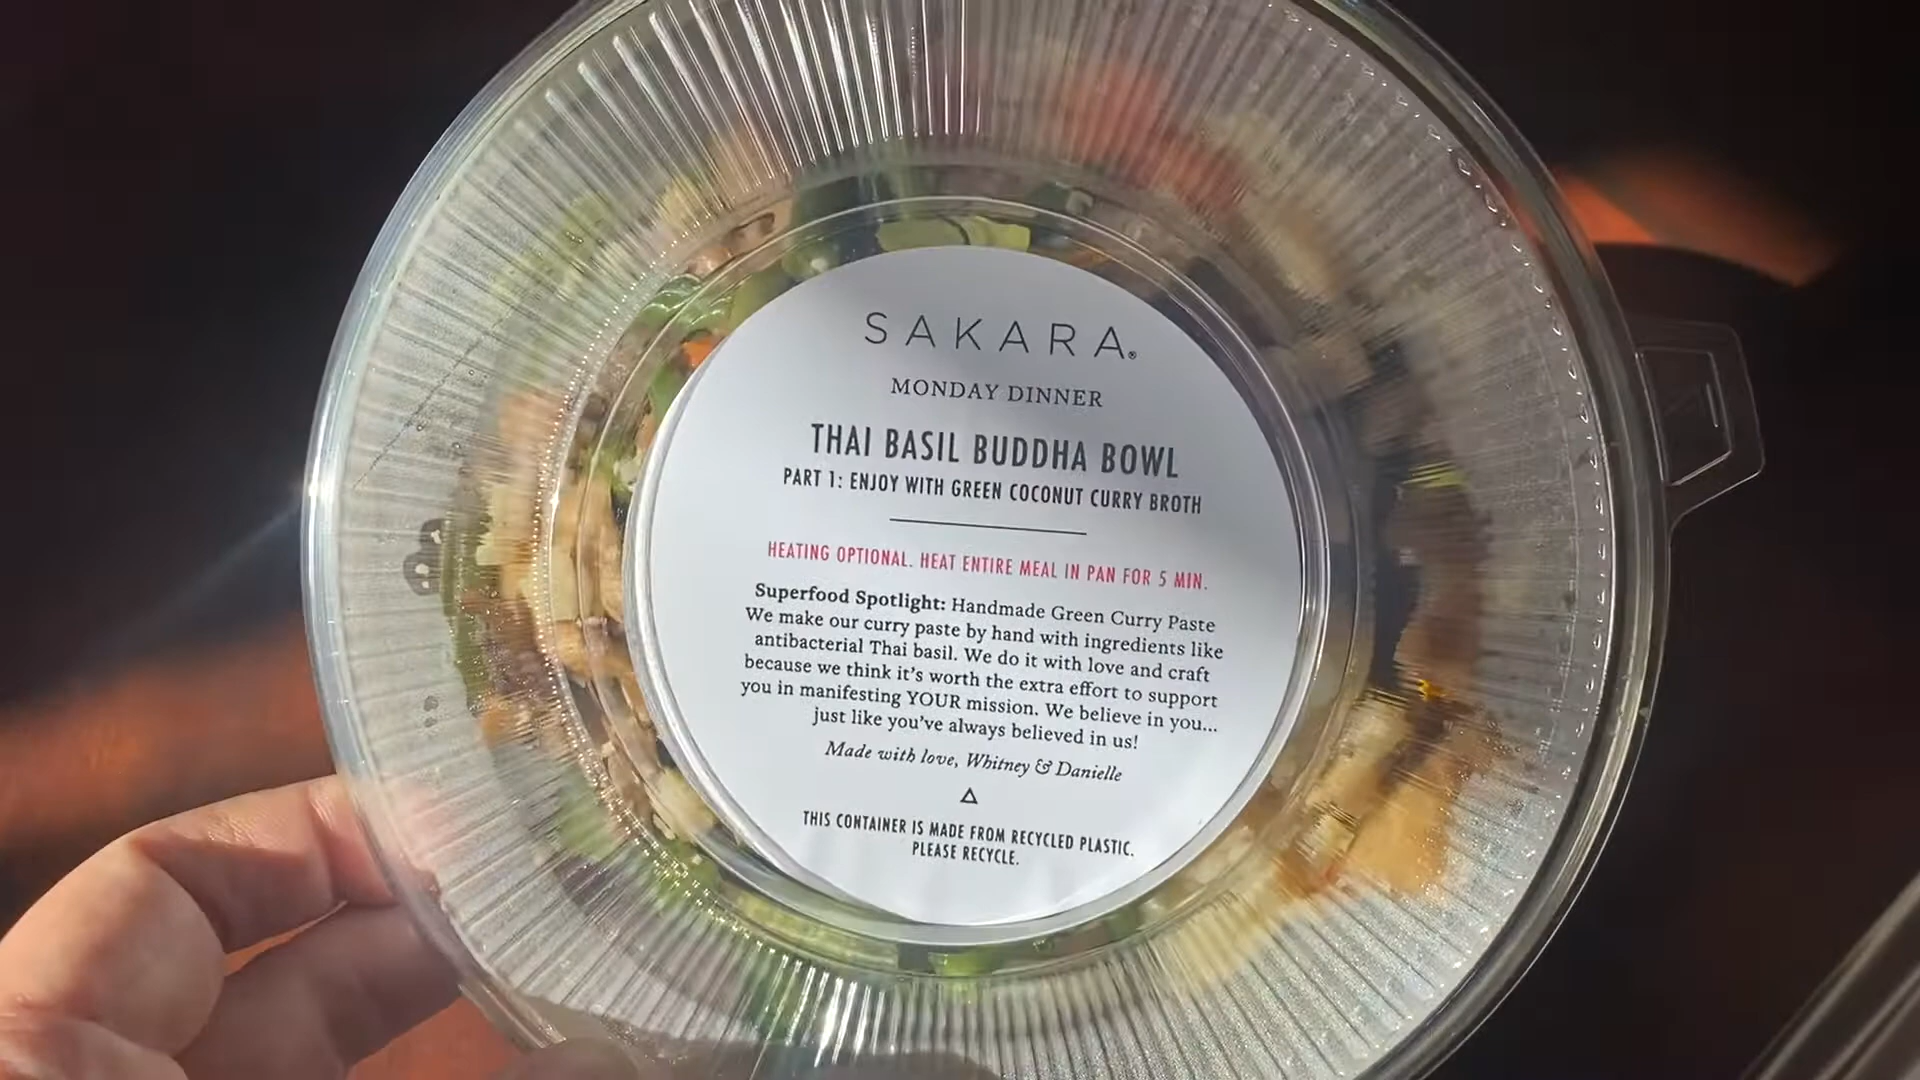 SAKARA®
MONDAY DINNER
THAI BASIL BUDDHA BOWL
PART 1: ENJOY WITH GREEN COCONUT CURRY BROTH
HEATING OPTIONAL. HEAT ENTIRE MEAL IN PAN FOR 5 MIN.
Superfood Spotlight: Handmade Green Curry Paste
We make our curry paste by hand with ingredients like
antibacterial Thai basil. We do it with love and craft
because we think it's worth the extra effort to support
you in manifesting YOUR mission. We believe in you...
just like you've always believed in us!
Made with love, Whitney & Danielle
THIS CONTAINER IS MADE FROM RECYCLED PLASTIC.
PLEASE RECYCLE.